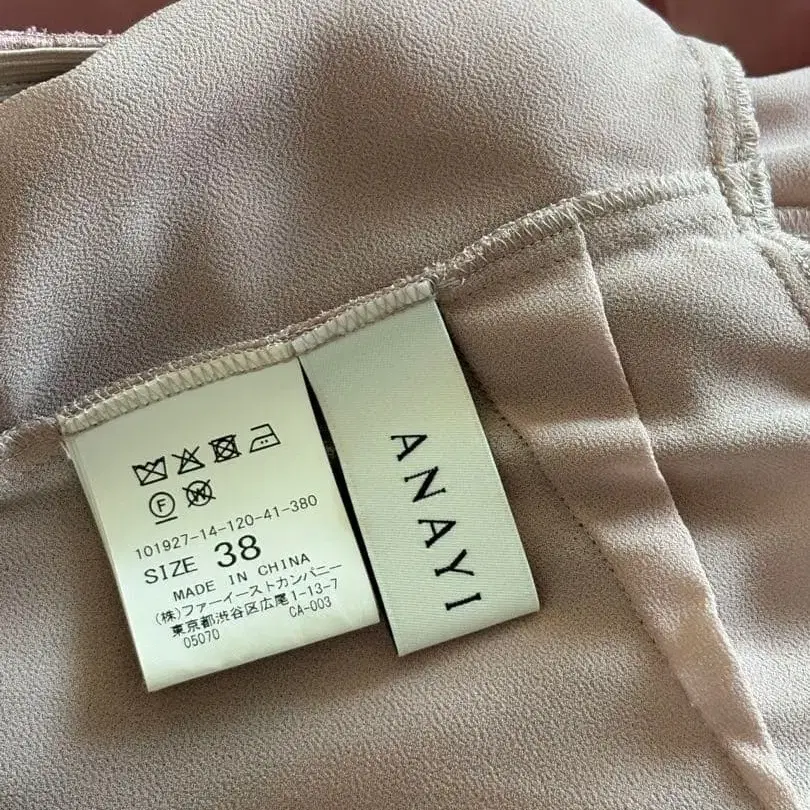 F
W
101927-14-120-41-380
SIZE 38
MADE IN CHINA
(株)ファーイーストカンパニー
東京都渋谷区広尾1-13-7
05070 CA-003
ANAYI